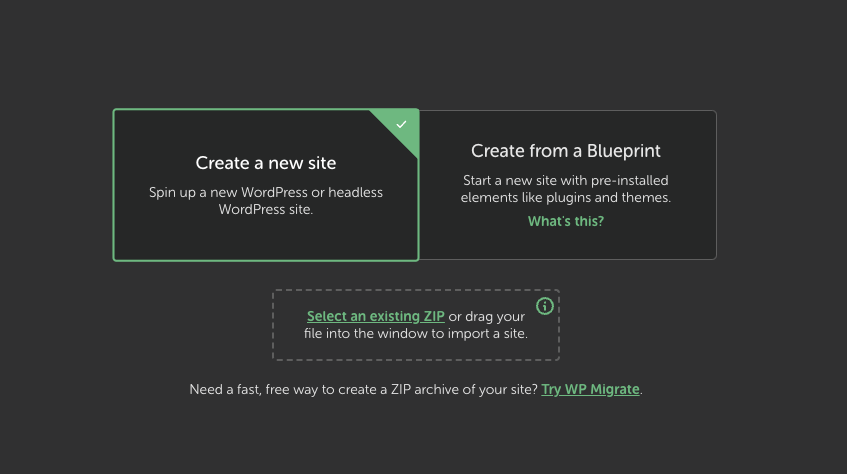 Create a new site
Spin up a new WordPress or headless
WordPress site.
Create from a Blueprint
Start a new site with pre-installed
elements like plugins and themes.
What's this?
Select an existing ZIP or drag your
file into the window to import a site.
Need a fast, free way to create a ZIP archive of your site? Try WP Migrate.